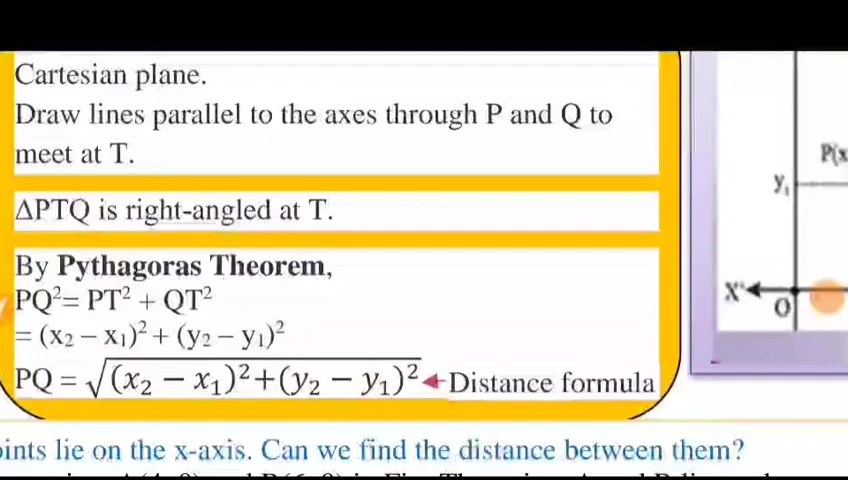 Cartesian plane.
Draw lines parallel to the axes through P and Q to
meet at T.
ΔPTQ is right-angled at T.
By Pythagoras Theorem,
PQ²= PT² + QT²
= (x₂ – x₁)² + (y₂ – y₁)²
PQ = √(x₂ − x₁)²+(y₂ − y₁)² Distance formula
P(x
y₁
X'
O
ints lie on the x-axis. Can we find the distance between them?